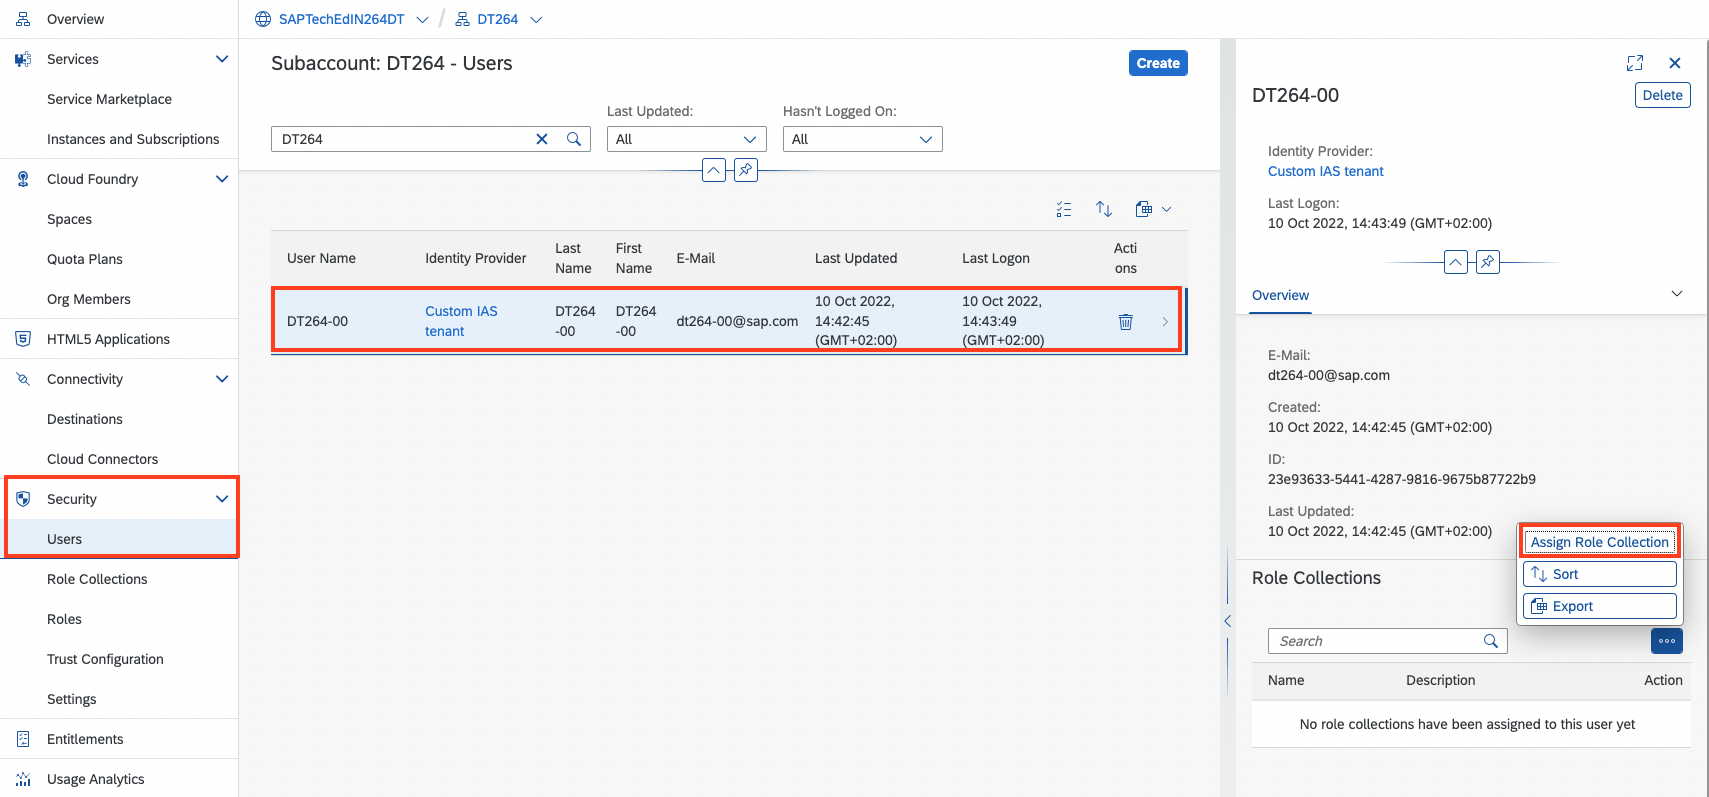 Overview
Services
Service Marketplace
Instances and Subscriptions
Cloud Foundry
Spaces
Quota Plans
Org Members
HTML5 Applications
Connectivity
Destinations
Cloud Connectors
Security
Users
Role Collections
Roles
Trust Configuration
Settings
Entitlements
Usage Analytics
SAPTechEdIN264DT / DT264
Subaccount: DT264 - Users
Create
Last Updated:
Hasn't Logged On:
DT264
All
All
User Name
Identity Provider
Last
Name
First
Name
E-Mail
Last Updated
Last Logon
Acti
ons
DT264-00
Custom IAS
tenant
DT264
-00
DT264
-00
dt264-00@sap.com
10 Oct 2022,
14:42:45
(GMT+02:00)
10 Oct 2022,
14:43:49
(GMT+02:00)
DT264-00
Delete
Identity Provider:
Custom IAS tenant
Last Logon:
10 Oct 2022, 14:43:49 (GMT+02:00)
Overview
E-Mail:
dt264-00@sap.com
Created:
10 Oct 2022, 14:42:45 (GMT+02:00)
ID:
23e93633-5441-4287-9816-9675b87722b9
Last Updated:
10 Oct 2022, 14:42:45 (GMT+02:00)
Assign Role Collection
Sort
Export
Role Collections
Search
Name
Description
Action
No role collections have been assigned to this user yet